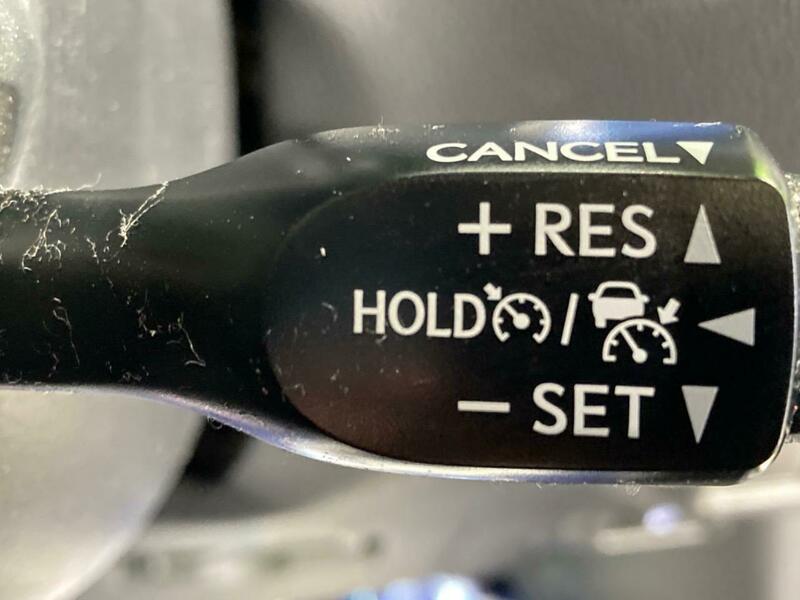 CANCEL
+ RES
HOLD /
– SET